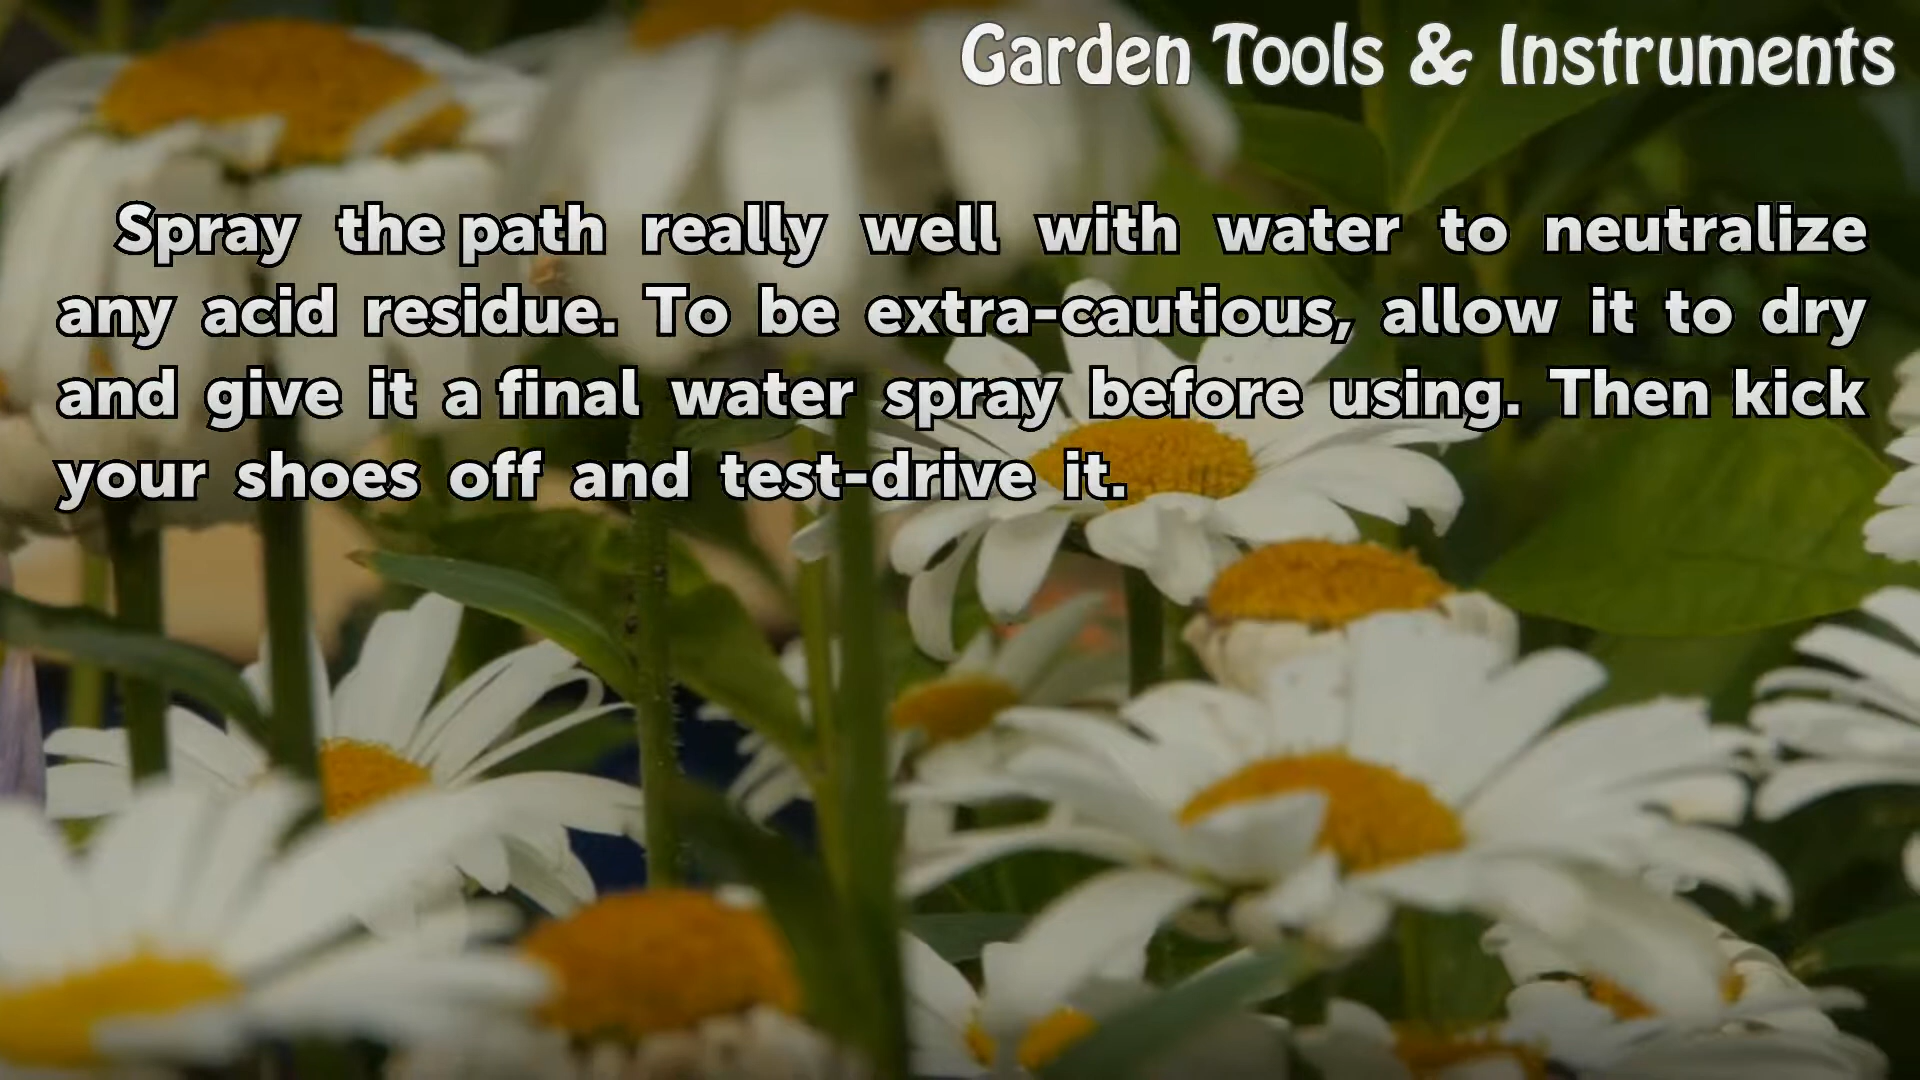 Garden Tools & Instruments
Spray the path really well with water to neutralize
any acid residue. To be extra-cautious, allow it to dry
and give it a final water spray before using. Then kick
your shoes off and test-drive it.